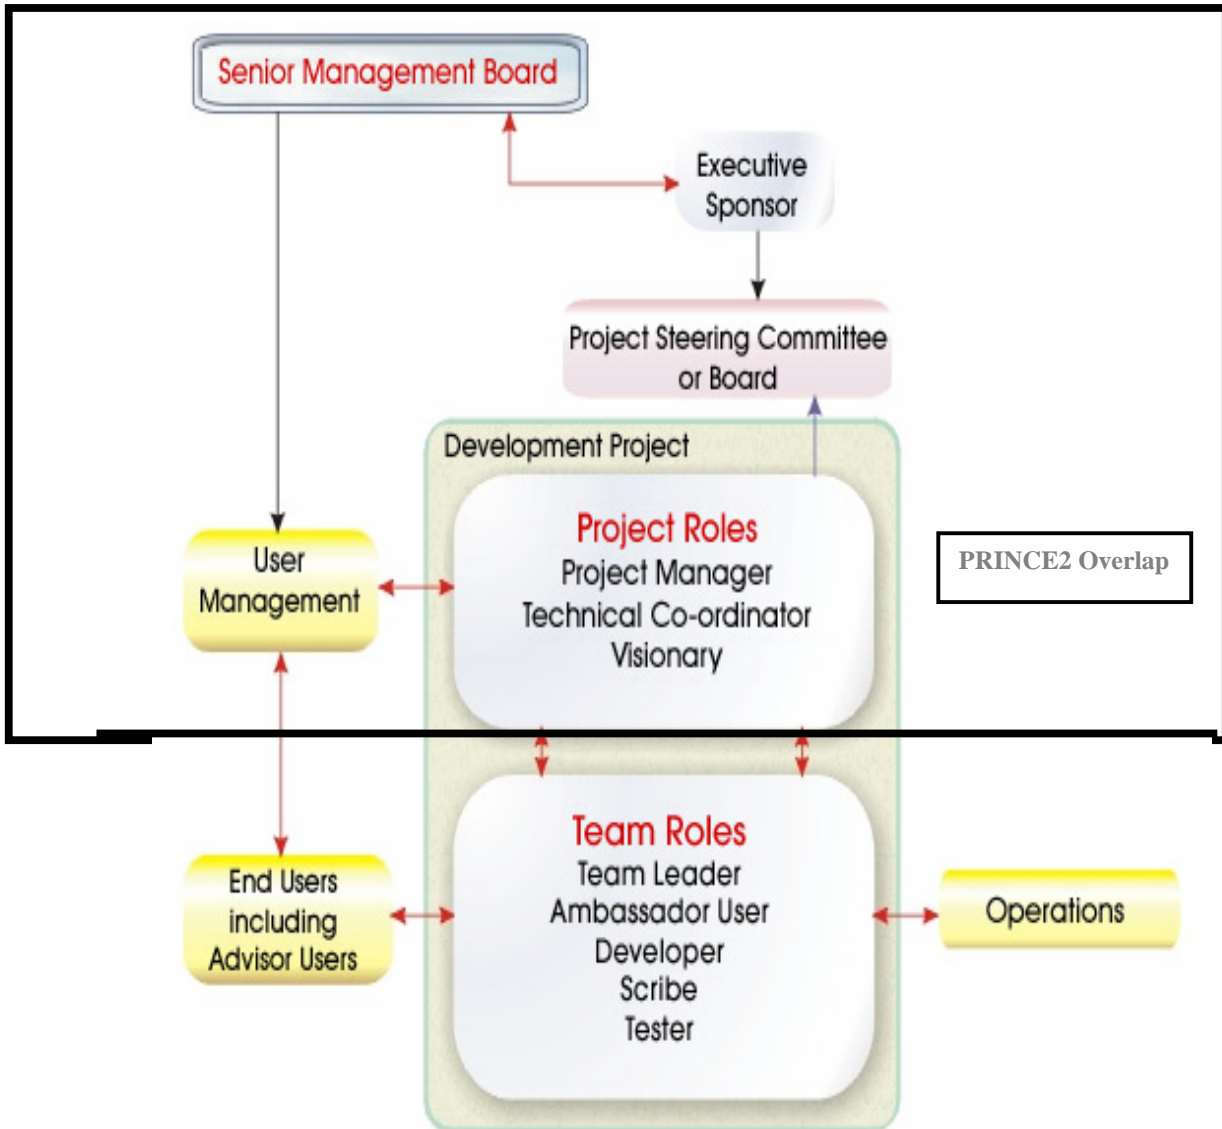 Senior Management Board
Executive
Sponsor
Project Steering Committee
or Board
Development Project
Project Roles
Project Manager
Technical Co-ordinator
Visionary
User
Management
PRINCE2 Overlap
Team Roles
Team Leader
Ambassador User
Developer
Scribe
Tester
End Users
including
Advisor Users
Operations